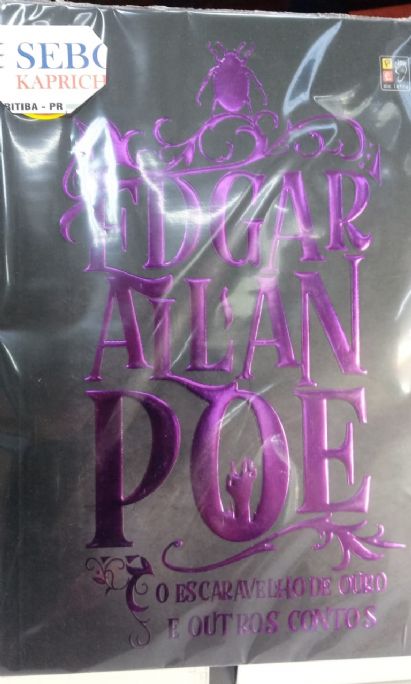 SEBO
KAPRICH
RITIBA - PR
EDGAR
ALLAN
POE
O ESCARAVELHO DE OURO
E OUTROS CONTOS